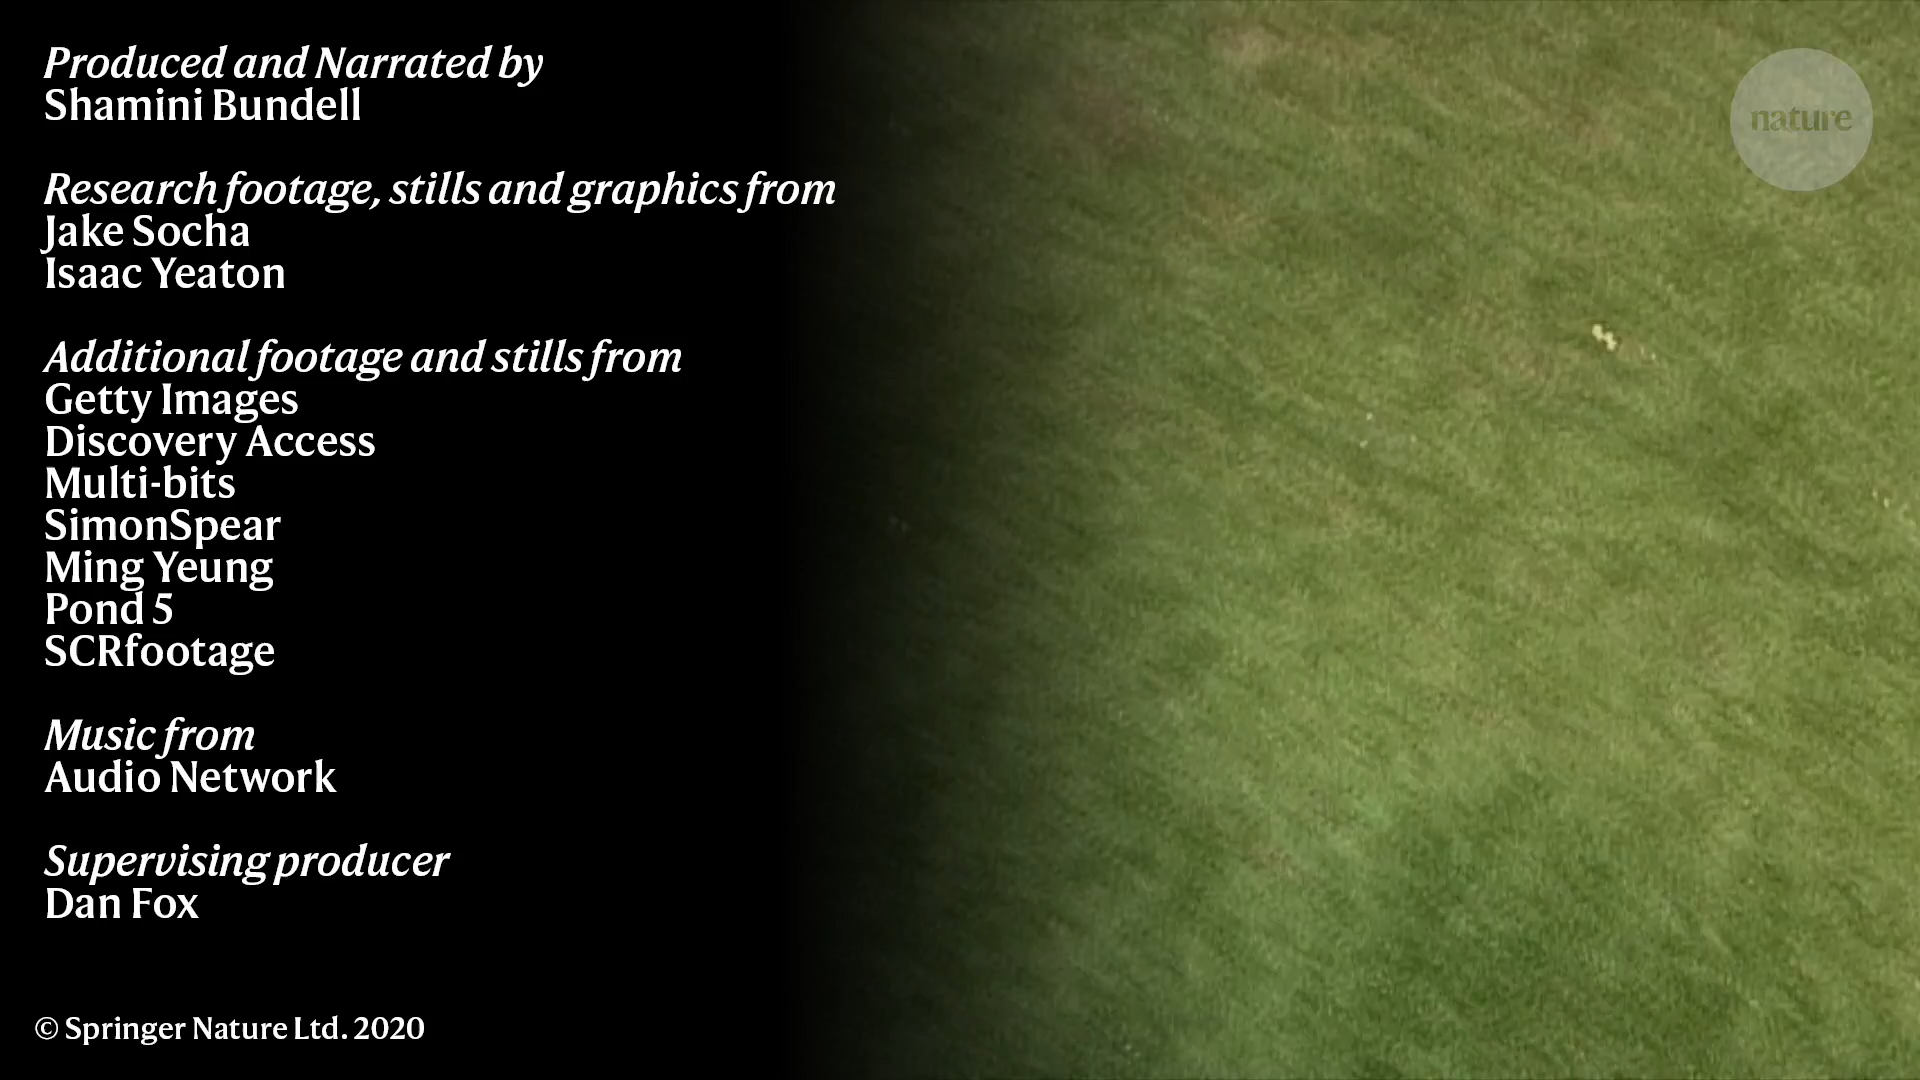 Produced and Narrated by
Shamini Bundell
Research footage, stills and graphics from
Jake Socha
Isaac Yeaton
Additional footage and stills from
Getty Images
Discovery Access
Multi-bits
SimonSpear
Ming Yeung
Pond 5
SCRfootage
Music from
Audio Network
Supervising producer
Dan Fox
© Springer Nature Ltd. 2020
nature